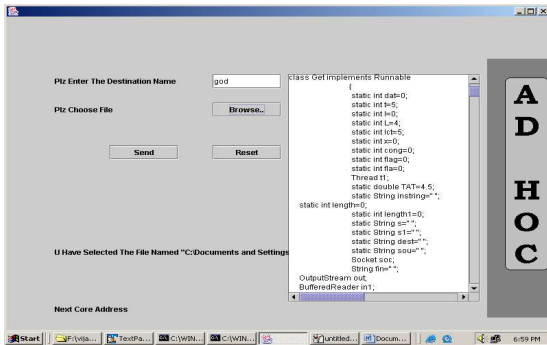 Plz Enter The Destination Name
god
Plz Choose File
Browse..
Send
Reset
U Have Selected The File Named "C:\Documents and Settings
Next Core Address
class Get implements Runnable
{
static int dat=0;
static int f=5;
static int l=0;
static int L=4;
static int lct=5;
static int x=0;
static int cong=0;
static int flag=0;
static int fla=0;
Thread t1;
static double TAT=4.5;
static String instring=" ";
static int length=0;
static int length1=0;
static String s=" ";
static String s1=" ";
static String dest=" ";
static String sou=" ";
Socket soc;
String fin=" ";
OutputStream out;
BufferedReader in1;
AD HOC
Start
F:\vija...
TextPa...
C:\WIN...
C:\WIN...
untitled...
Docum...
6:59 PM